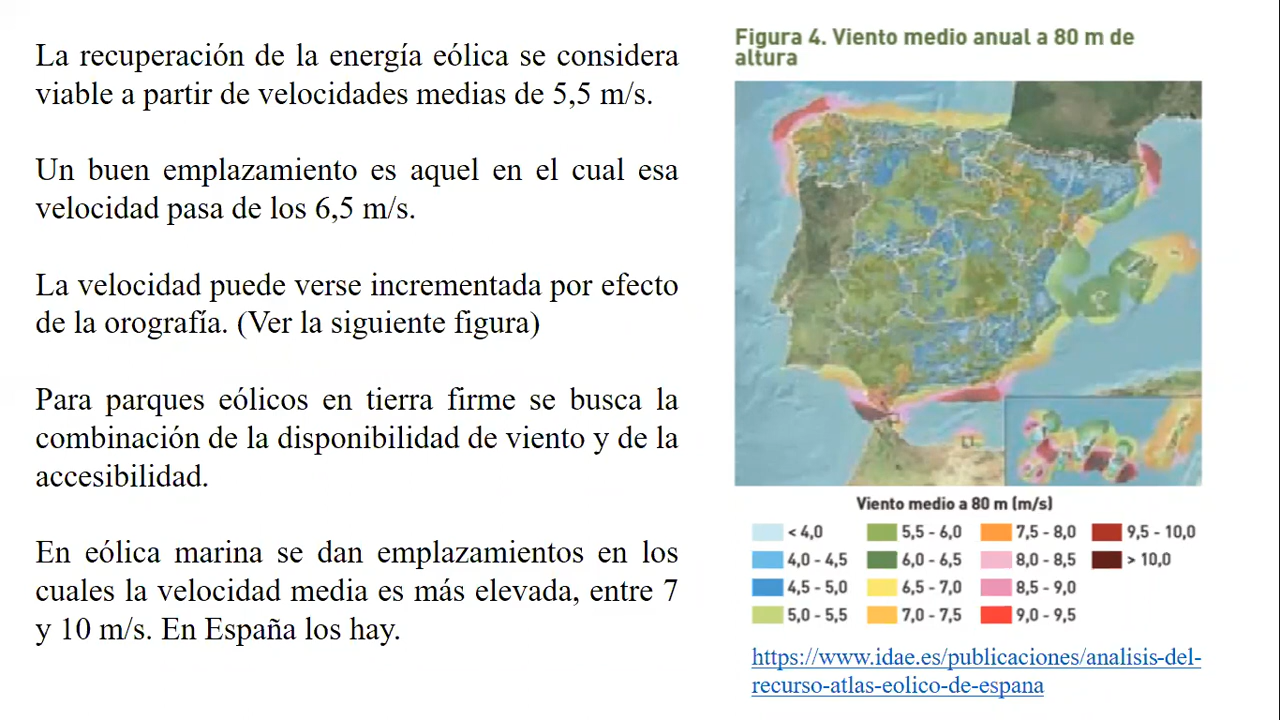 La recuperación de la energía eólica se considera
viable a partir de velocidades medias de 5,5 m/s.
Un buen emplazamiento es aquel en el cual esa
velocidad pasa de los 6,5 m/s.
La velocidad puede verse incrementada por efecto
de la orografía. (Ver la siguiente figura)
Para parques eólicos en tierra firme se busca la
combinación de la disponibilidad de viento y de la
accesibilidad.
En eólica marina se dan emplazamientos en los
cuales la velocidad media es más elevada, entre 7
y 10 m/s. En España los hay.
Figura 4. Viento medio anual a 80 m de
altura
Viento medio a 80 m (m/s)
< 4,0 5,5 - 6,0 7,5 - 8,0 9,5 - 10,0
4,0 - 4,5 6,0 - 6,5 8,0 - 8,5 > 10,0
4,5 - 5,0 6,5 - 7,0 8,5 - 9,0
5,0 - 5,5 7,0 - 7,5 9,0 - 9,5
https://www.idae.es/publicaciones/analisis-del-
recurso-atlas-eolico-de-espana